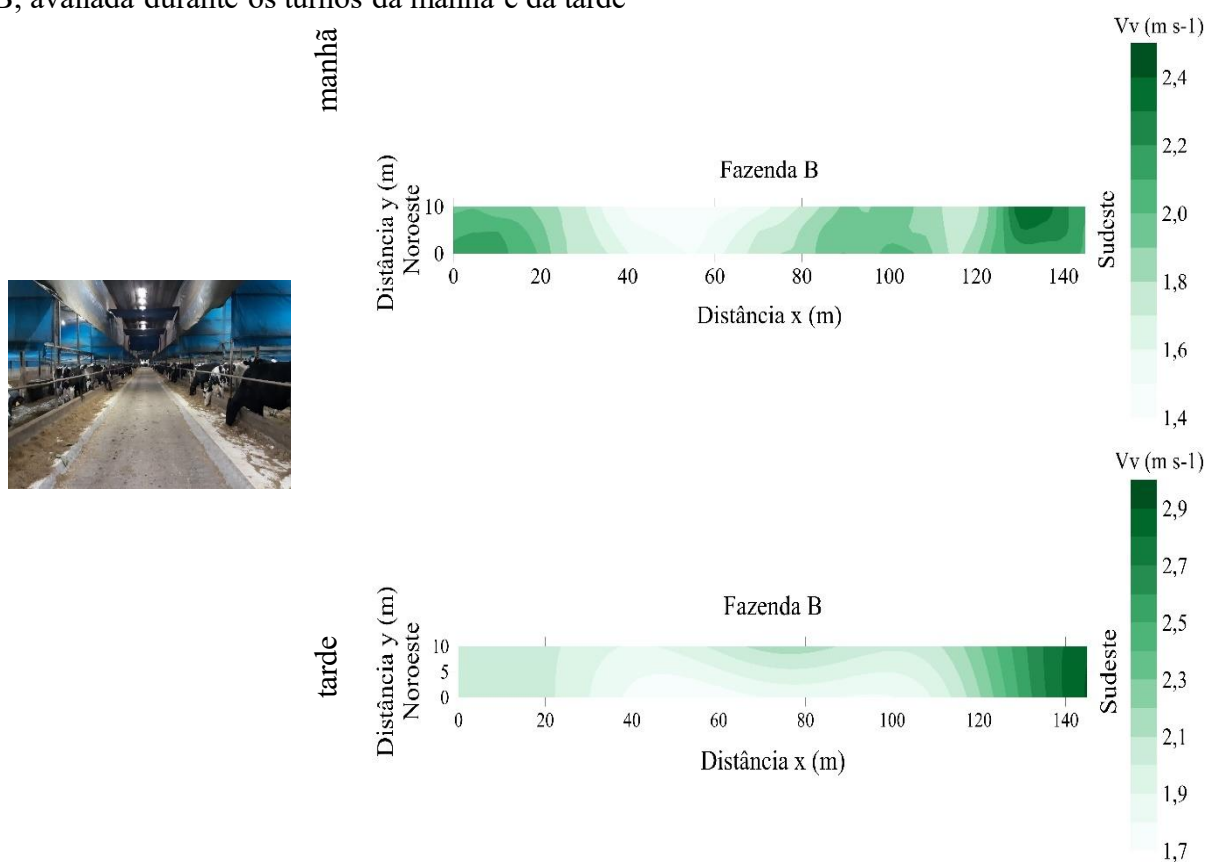 B, avaliada durante os turnos da manhã e da tarde
manhã
Vv (m s-1)
2,4
2,2
2,0
1,8
1,6
1,4
Fazenda B
Distância y (m)
Noroeste
10
0
Sudeste
0 20 40 60 80 100 120 140
Distância x (m)
tarde
Vv (m s-1)
2,9
2,7
2,5
2,3
2,1
1,9
1,7
Fazenda B
Distância y (m)
Noroeste
10
5
0
Sudeste
0 20 40 60 80 100 120 140
Distância x (m)